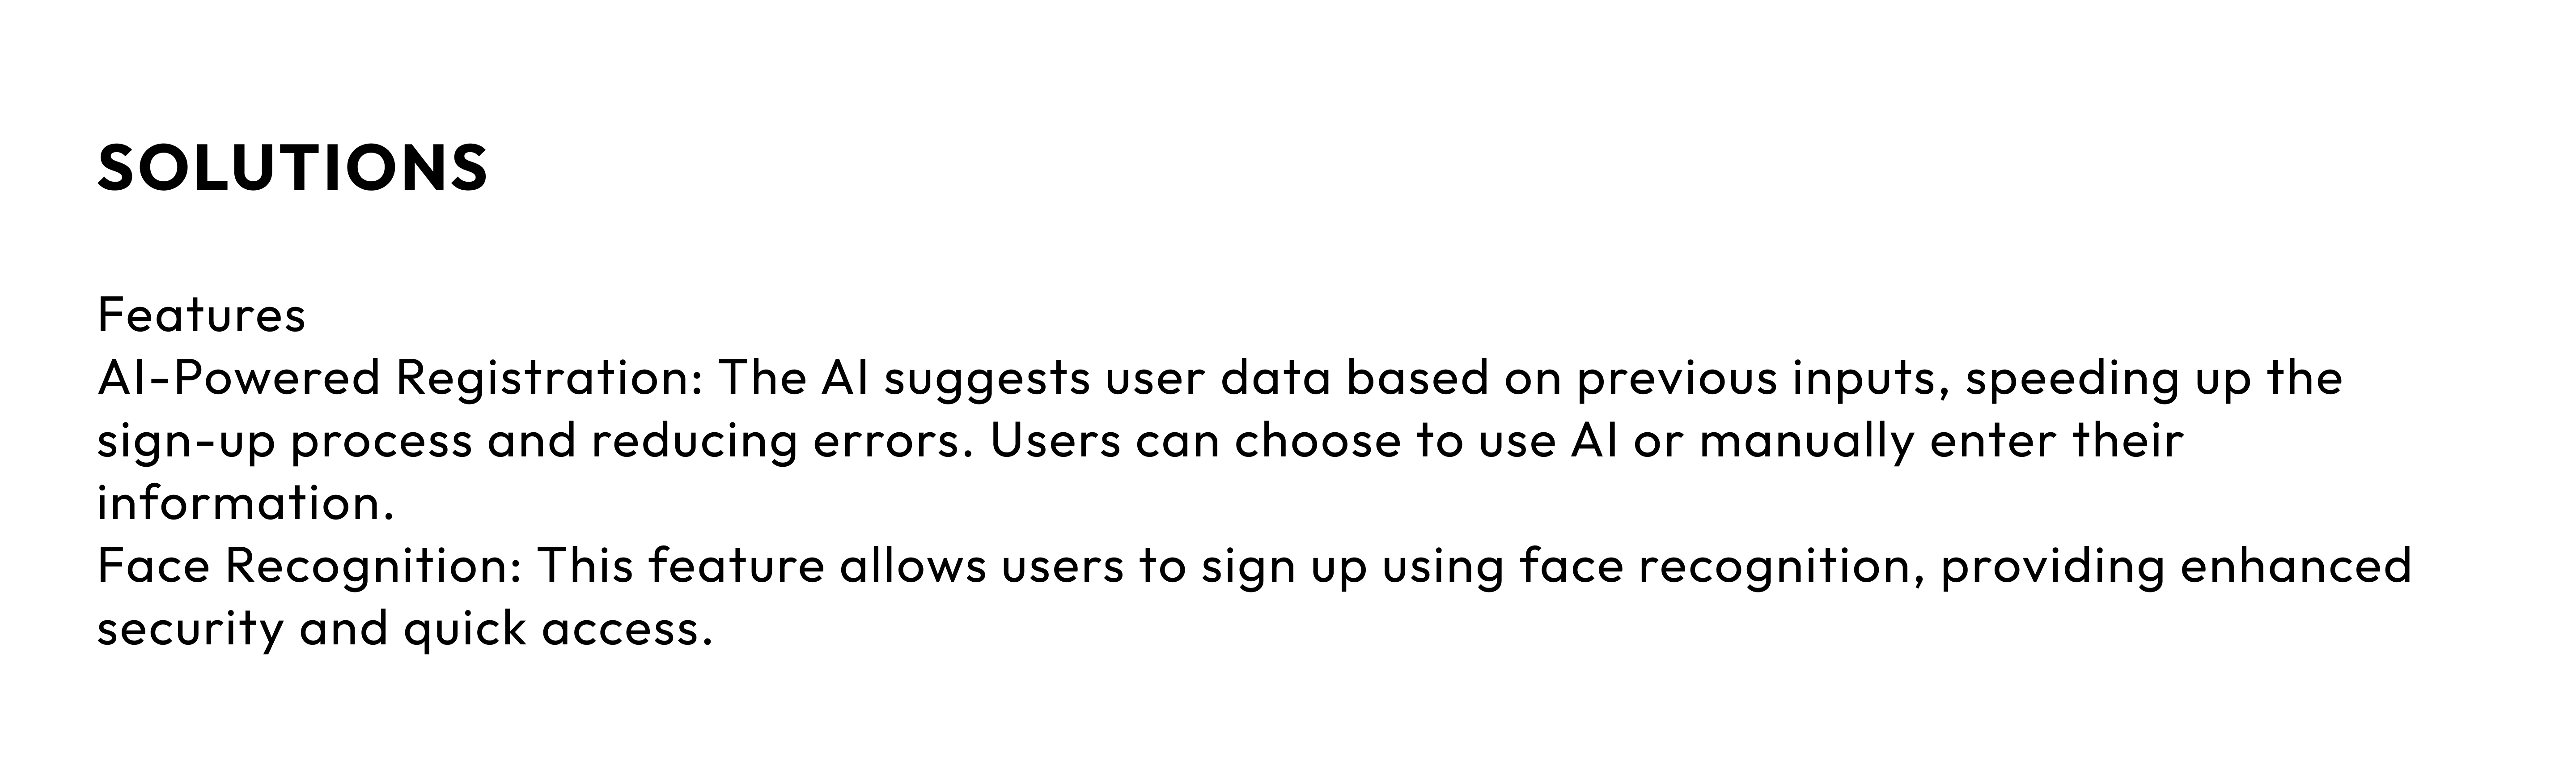 SOLUTIONS
Features
AI-Powered Registration: The AI suggests user data based on previous inputs, speeding up the
sign-up process and reducing errors. Users can choose to use AI or manually enter their
information.
Face Recognition: This feature allows users to sign up using face recognition, providing enhanced
security and quick access.